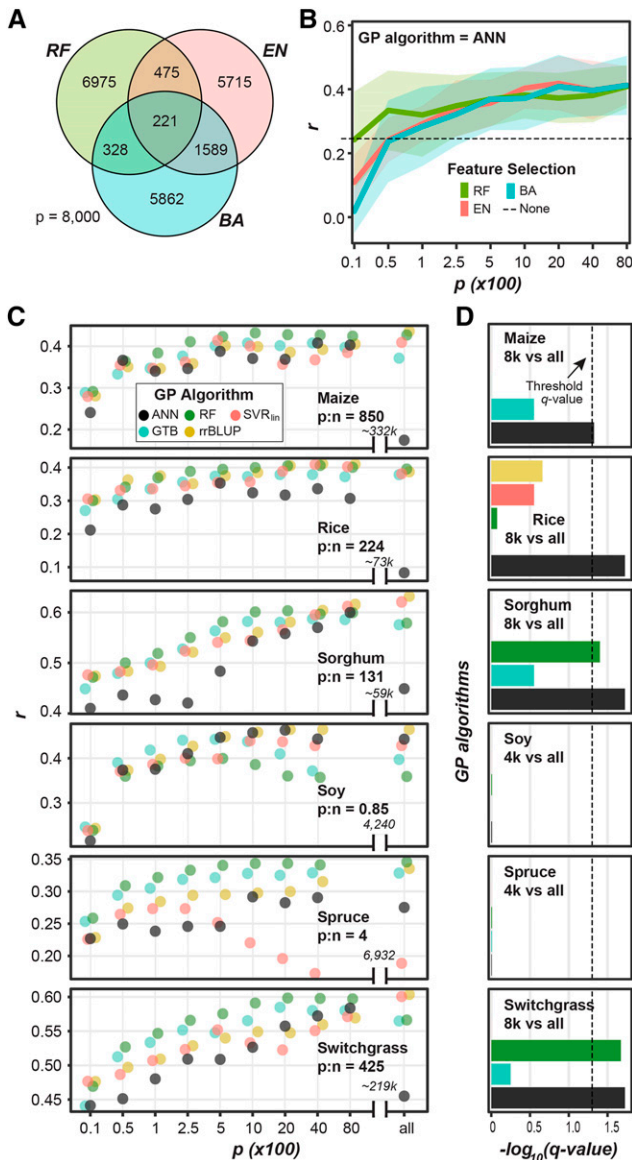 A
RF
EN
6975
475
5715
221
328
1589
5862
p = 8,000
BA
B
GP algorithm = ANN
r
0.6
0.4
0.2
0.0
Feature Selection
RF
BA
EN
None
0.1 0.5 1 2.5 5 10 20 40 80
p (x100)
C
r
0.4
0.3
0.2
GP Algorithm
ANN RF SVRlin
GTB rrBLUP
Maize
p:n = 850
~332k
0.4
0.3
0.2
0.1
Rice
p:n = 224
~73k
0.6
0.5
0.4
Sorghum
p:n = 131
~59k
0.4
0.3
Soy
p:n = 0.85
4,240
0.35
0.30
0.25
0.20
Spruce
p:n = 4
6,932
0.60
0.55
0.50
0.45
Switchgrass
p:n = 425
~219k
0.1 0.5 1 2.5 5 10 20 40 80 all
p (x100)
D
GP algorithms
Maize
8k vs all
Threshold
q-value
Rice
8k vs all
Sorghum
8k vs all
Soy
4k vs all
Spruce
4k vs all
Switchgrass
8k vs all
0 0.5 1.0 1.5
-log10(q-value)